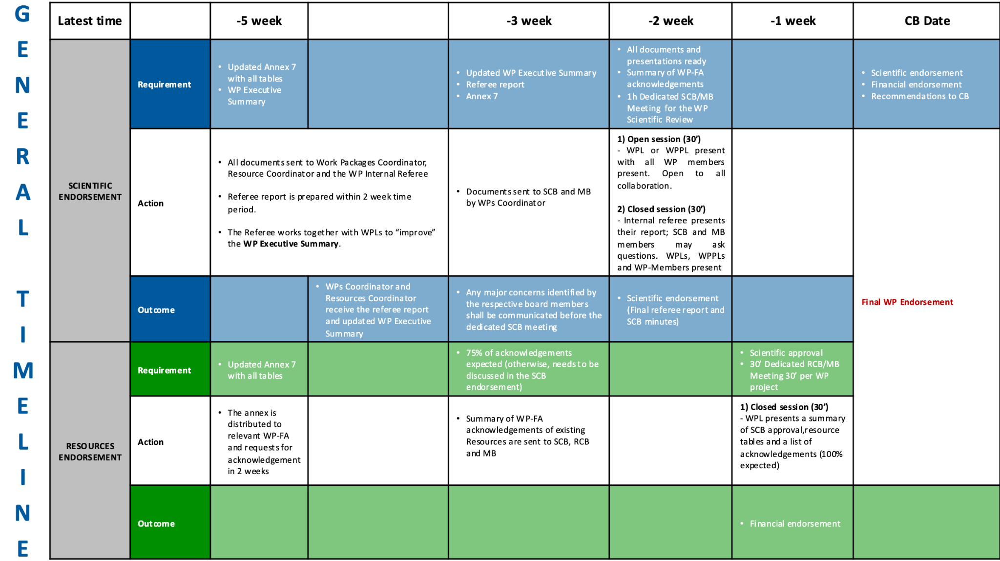 GENERAL TIMELINE
Latest time
-5 week
-3 week
-2 week
-1 week
CB Date
SCIENTIFIC
ENDORSEMENT
Requirement
• Updated Annex 7
with all tables
• WP Executive
Summary
• Updated WP Executive Summary
• Referee report
• Annex 7
• All documents and
presentations ready
• Summary of WP-FA
acknowledgements
• 1h Dedicated SCB/MB
Meeting for the WP
Scientific Review
• Scientific endorsement
• Financial endorsement
• Recommendations to CB
Action
• All documents sent to Work Packages Coordinator,
Resource Coordinator and the WP Internal Referee
• Referee report is prepared within 2 week time
period.
• The Referee works together with WPLs to “improve”
the WP Executive Summary.
• Documents sent to SCB and MB
by WPs Coordinator
1) Open session (30’)
- WPL or WPPL present
with all WP members
present. Open to all
collaboration.
2) Closed session (30’)
- Internal referee presents
their report; SCB and MB
members may ask
questions. WPLs, WPPLs
and WP-Members present
Final WP Endorsement
Outcome
• WPs Coordinator and
Resources Coordinator
receive the referee report
and updated WP Executive
Summary
• Any major concerns identified by
the respective board members
shall be communicated before the
dedicated SCB meeting
• Scientific endorsement
(Final referee report and
SCB minutes)
RESOURCES
ENDORSEMENT
Requirement
• Updated Annex 7
with all tables
• 75% of acknowledgements
expected (otherwise, needs to be
discussed in the SCB
endorsement)
• Scientific approval
• 30’ Dedicated RCB/MB
Meeting 30’ per WP
project
Action
• The annex is
distributed to
relevant WP-FA
and requests for
acknowledgement
in 2 weeks
• Summary of WP-FA
acknowledgements of existing
Resources are sent to SCB, RCB
and MB
1) Closed session (30’)
- WPL presents a summary
of SCB approval,resource
tables and a list of
acknowledgements (100%
expected)
Outcome
• Financial endorsement